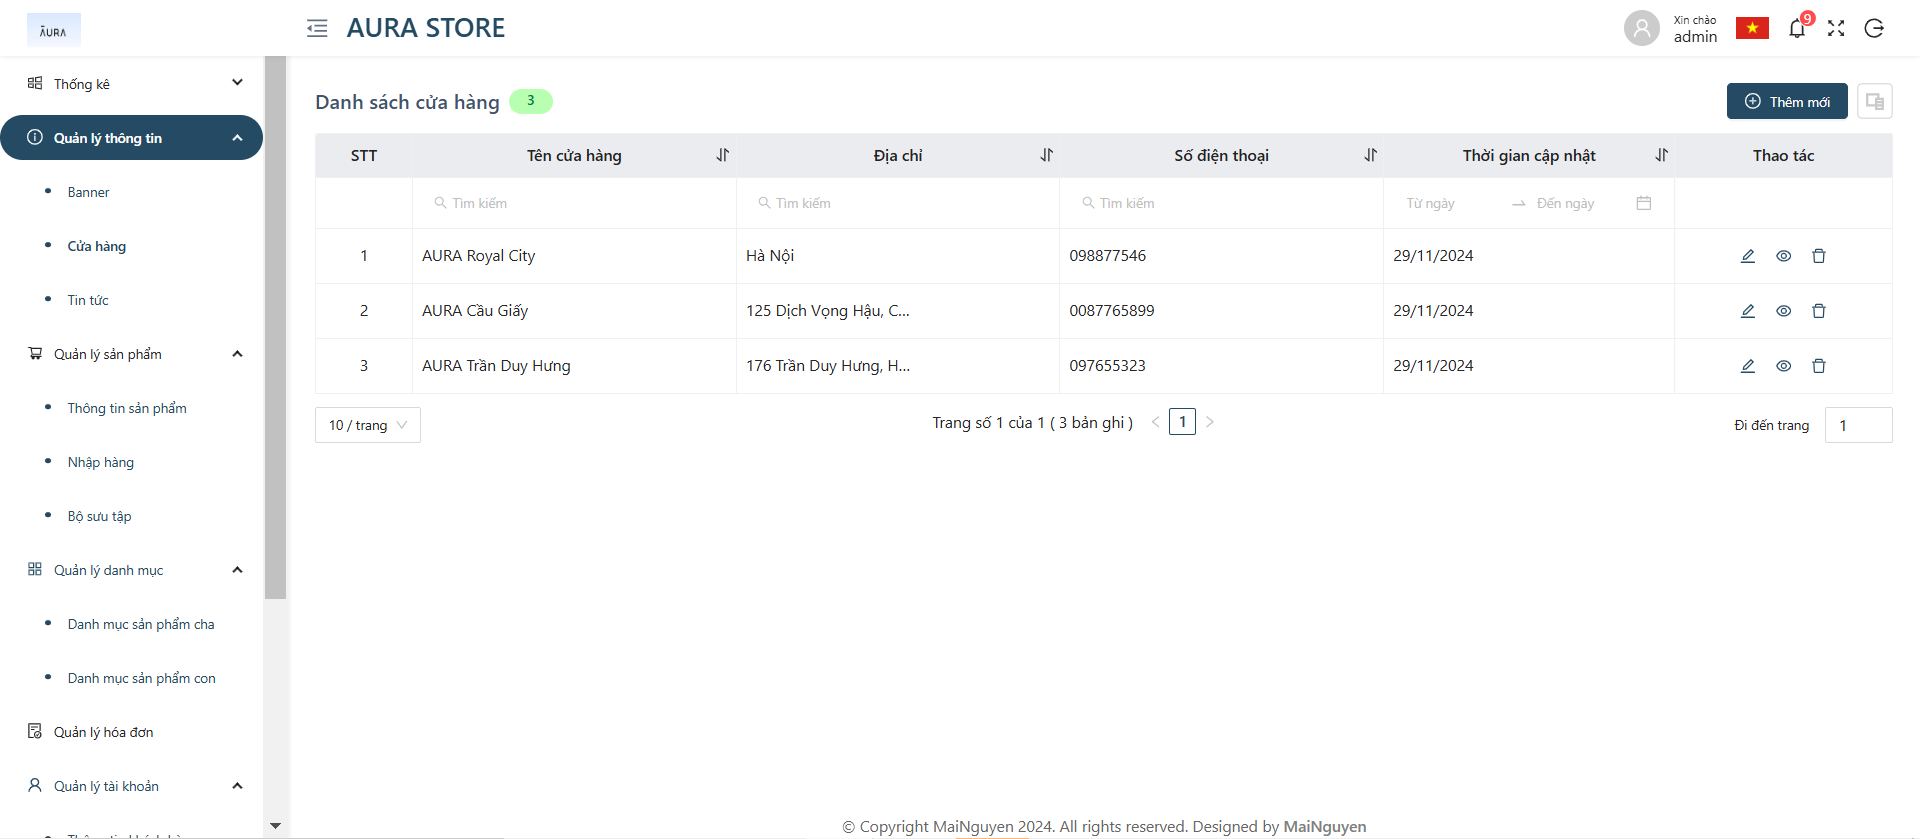 ĀURA
AURA STORE
Xin chào
admin
9
Thống kê
Quản lý thông tin
Banner
Cửa hàng
Tin tức
Quản lý sản phẩm
Thông tin sản phẩm
Nhập hàng
Bộ sưu tập
Quản lý danh mục
Danh mục sản phẩm cha
Danh mục sản phẩm con
Quản lý hóa đơn
Quản lý tài khoản
Danh sách cửa hàng 3
Thêm mới
STT Tên cửa hàng Địa chỉ Số điện thoại Thời gian cập nhật Thao tác
Tìm kiếm Tìm kiếm Tìm kiếm Từ ngày Đến ngày
1 AURA Royal City Hà Nội 098877546 29/11/2024
2 AURA Cầu Giấy 125 Dịch Vọng Hậu, C... 0087765899 29/11/2024
3 AURA Trần Duy Hưng 176 Trần Duy Hưng, H... 097655323 29/11/2024
10 / trang Trang số 1 của 1 ( 3 bản ghi ) 1 Đi đến trang 1
© Copyright MaiNguyen 2024. All rights reserved. Designed by MaiNguyen